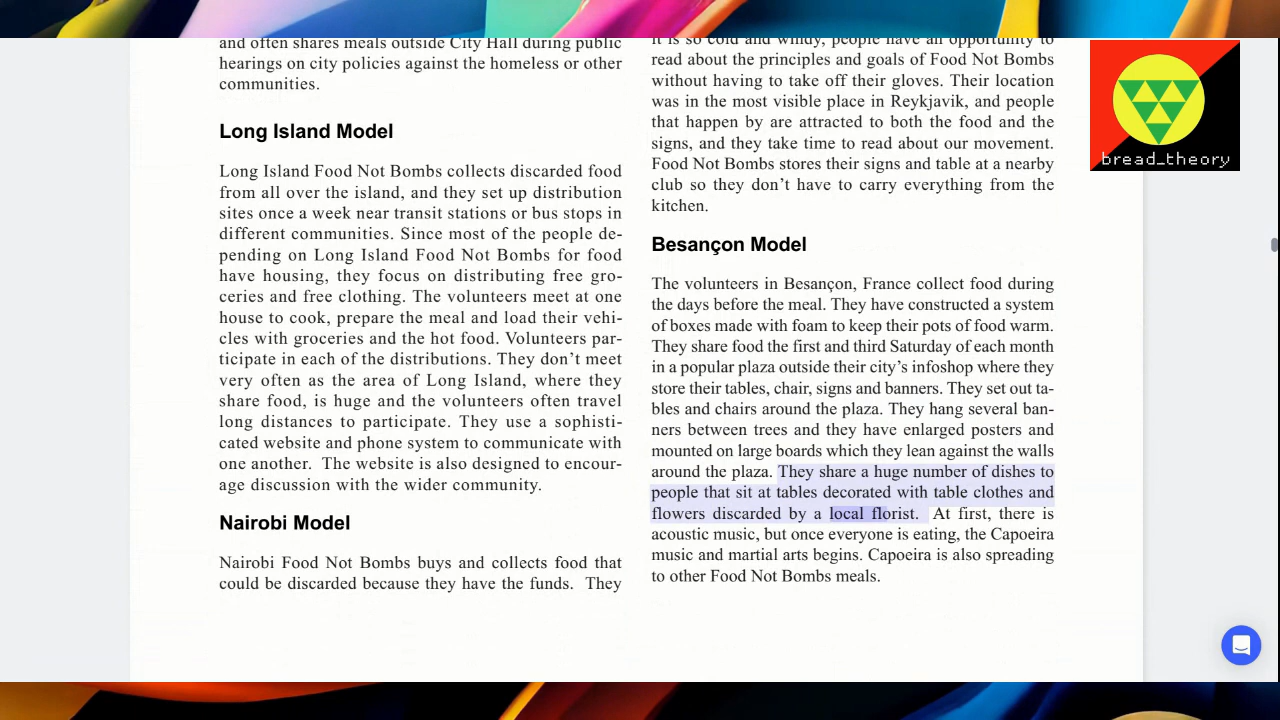 and often shares meals outside City Hall during public
hearings on city policies against the homeless or other
communities.
Long Island Model
Long Island Food Not Bombs collects discarded food
from all over the island, and they set up distribution
sites once a week near transit stations or bus stops in
different communities. Since most of the people de-
pending on Long Island Food Not Bombs for food
have housing, they focus on distributing free gro-
ceries and free clothing. The volunteers meet at one
house to cook, prepare the meal and load their vehi-
cles with groceries and the hot food. Volunteers par-
ticipate in each of the distributions. They don’t meet
very often as the area of Long Island, where they
share food, is huge and the volunteers often travel
long distances to participate. They use a sophisti-
cated website and phone system to communicate with
one another.  The website is also designed to encour-
age discussion with the wider community.
Nairobi Model
Nairobi Food Not Bombs buys and collects food that
could be discarded because they have the funds.  They
it is so cold and windy, people have an opportunity to
read about the principles and goals of Food Not Bombs
without having to take off their gloves. Their location
was in the most visible place in Reykjavik, and people
that happen by are attracted to both the food and the
signs, and they take time to read about our movement.
Food Not Bombs stores their signs and table at a nearby
club so they don’t have to carry everything from the
kitchen.
Besançon Model
The volunteers in Besançon, France collect food during
the days before the meal. They have constructed a system
of boxes made with foam to keep their pots of food warm.
They share food the first and third Saturday of each month
in a popular plaza outside their city’s infoshop where they
store their tables, chair, signs and banners. They set out ta-
bles and chairs around the plaza. They hang several ban-
ners between trees and they have enlarged posters and
mounted on large boards which they lean against the walls
around the plaza. They share a huge number of dishes to
people that sit at tables decorated with table clothes and
flowers discarded by a local florist.  At first, there is
acoustic music, but once everyone is eating, the Capoeira
music and martial arts begins. Capoeira is also spreading
to other Food Not Bombs meals.
bread_theory